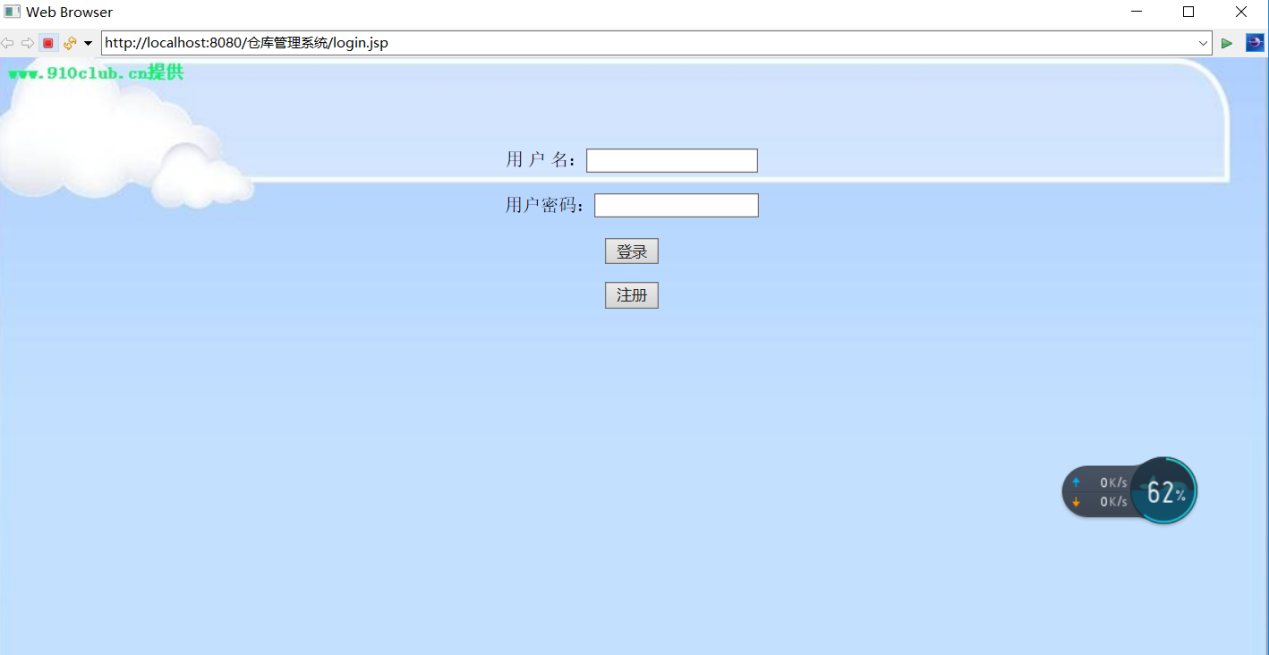 Web Browser
http://localhost:8080/仓库管理系统/login.jsp
www.910club.cn提供
用 户 名：
用户密码：
登录
注册
0K/s
0K/s
62%